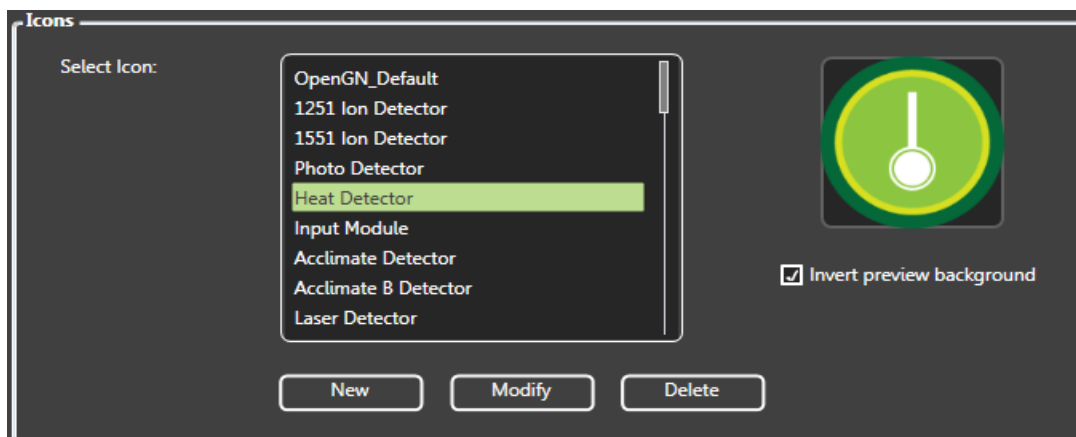 Icons
Select Icon:
OpenGN_Default
1251 Ion Detector
1551 Ion Detector
Photo Detector
Heat Detector
Input Module
Acclimate Detector
Acclimate B Detector
Laser Detector
Invert preview background
New
Modify
Delete